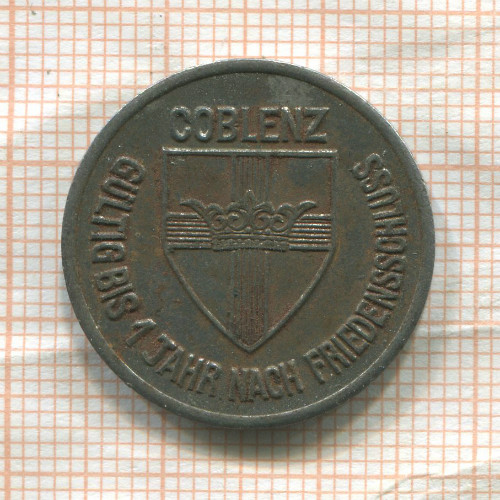 COBLENZ
GÜLTIG BIS 1 JAHR NACH FRIEDENSSCHLUSS